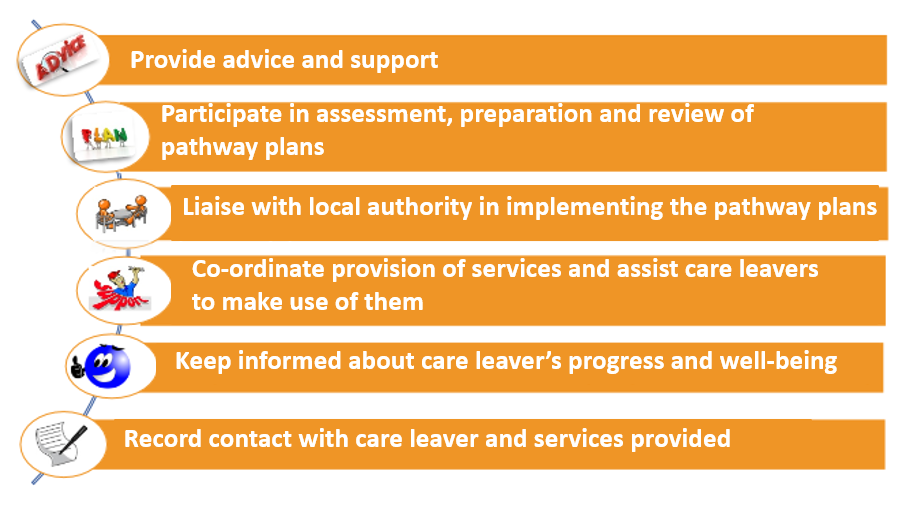 ADVICE
Provide advice and support
PLAN
Participate in assessment, preparation and review of
pathway plans
Liaise with local authority in implementing the pathway plans
Support
Co-ordinate provision of services and assist care leavers
to make use of them
Keep informed about care leaver’s progress and well-being
Record contact with care leaver and services provided